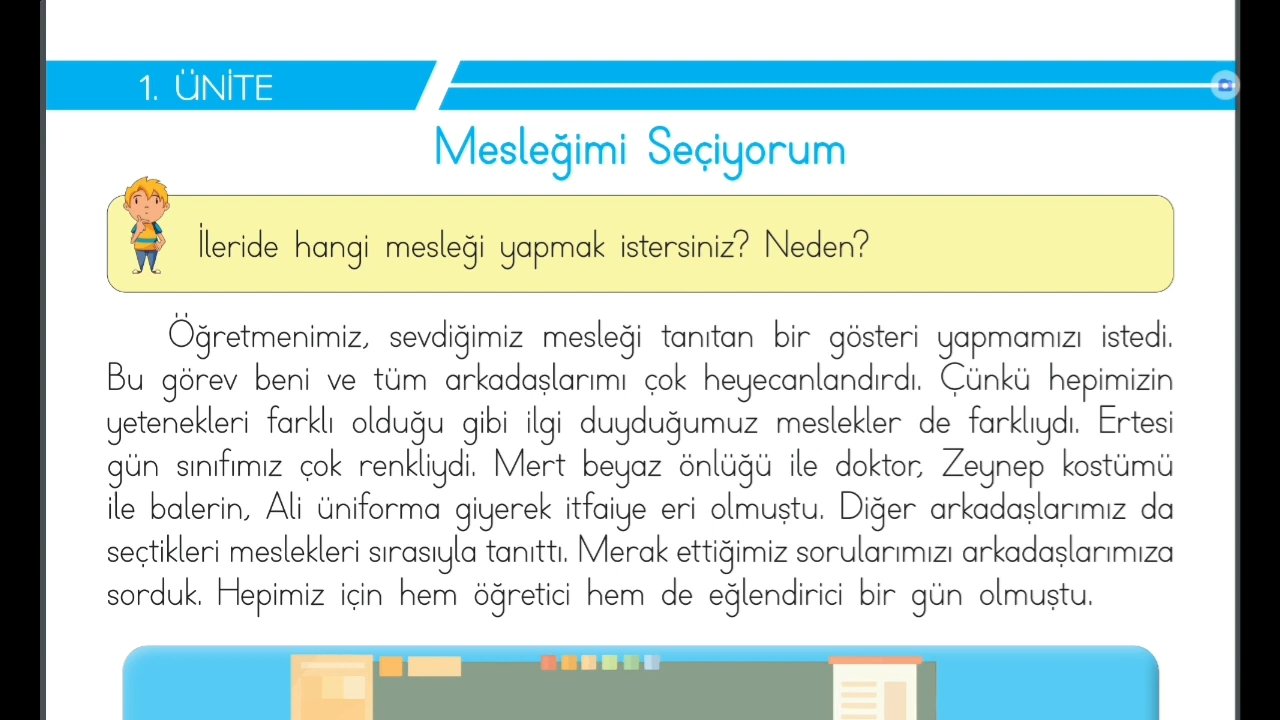 1. ÜNİTE
Mesleğimi Seçiyorum
İleride hangi mesleği yapmak istersiniz? Neden?
Öğretmenimiz, sevdiğimiz mesleği tanıtan bir gösteri yapmamızı istedi.
Bu görev beni ve tüm arkadaşlarımı çok heyecanlandırdı. Çünkü hepimizin
yetenekleri farklı olduğu gibi ilgi duyduğumuz meslekler de farklıydı. Ertesi
gün sınıfımız çok renkliydi. Mert beyaz önlüğü ile doktor, Zeynep kostümü
ile balerin, Ali üniforma giyerek itfaiye eri olmuştu. Diğer arkadaşlarımız da
seçtikleri meslekleri sırasıyla tanıttı. Merak ettiğimiz sorularımızı arkadaşlarımıza
sorduk. Hepimiz için hem öğretici hem de eğlendirici bir gün olmuştu.